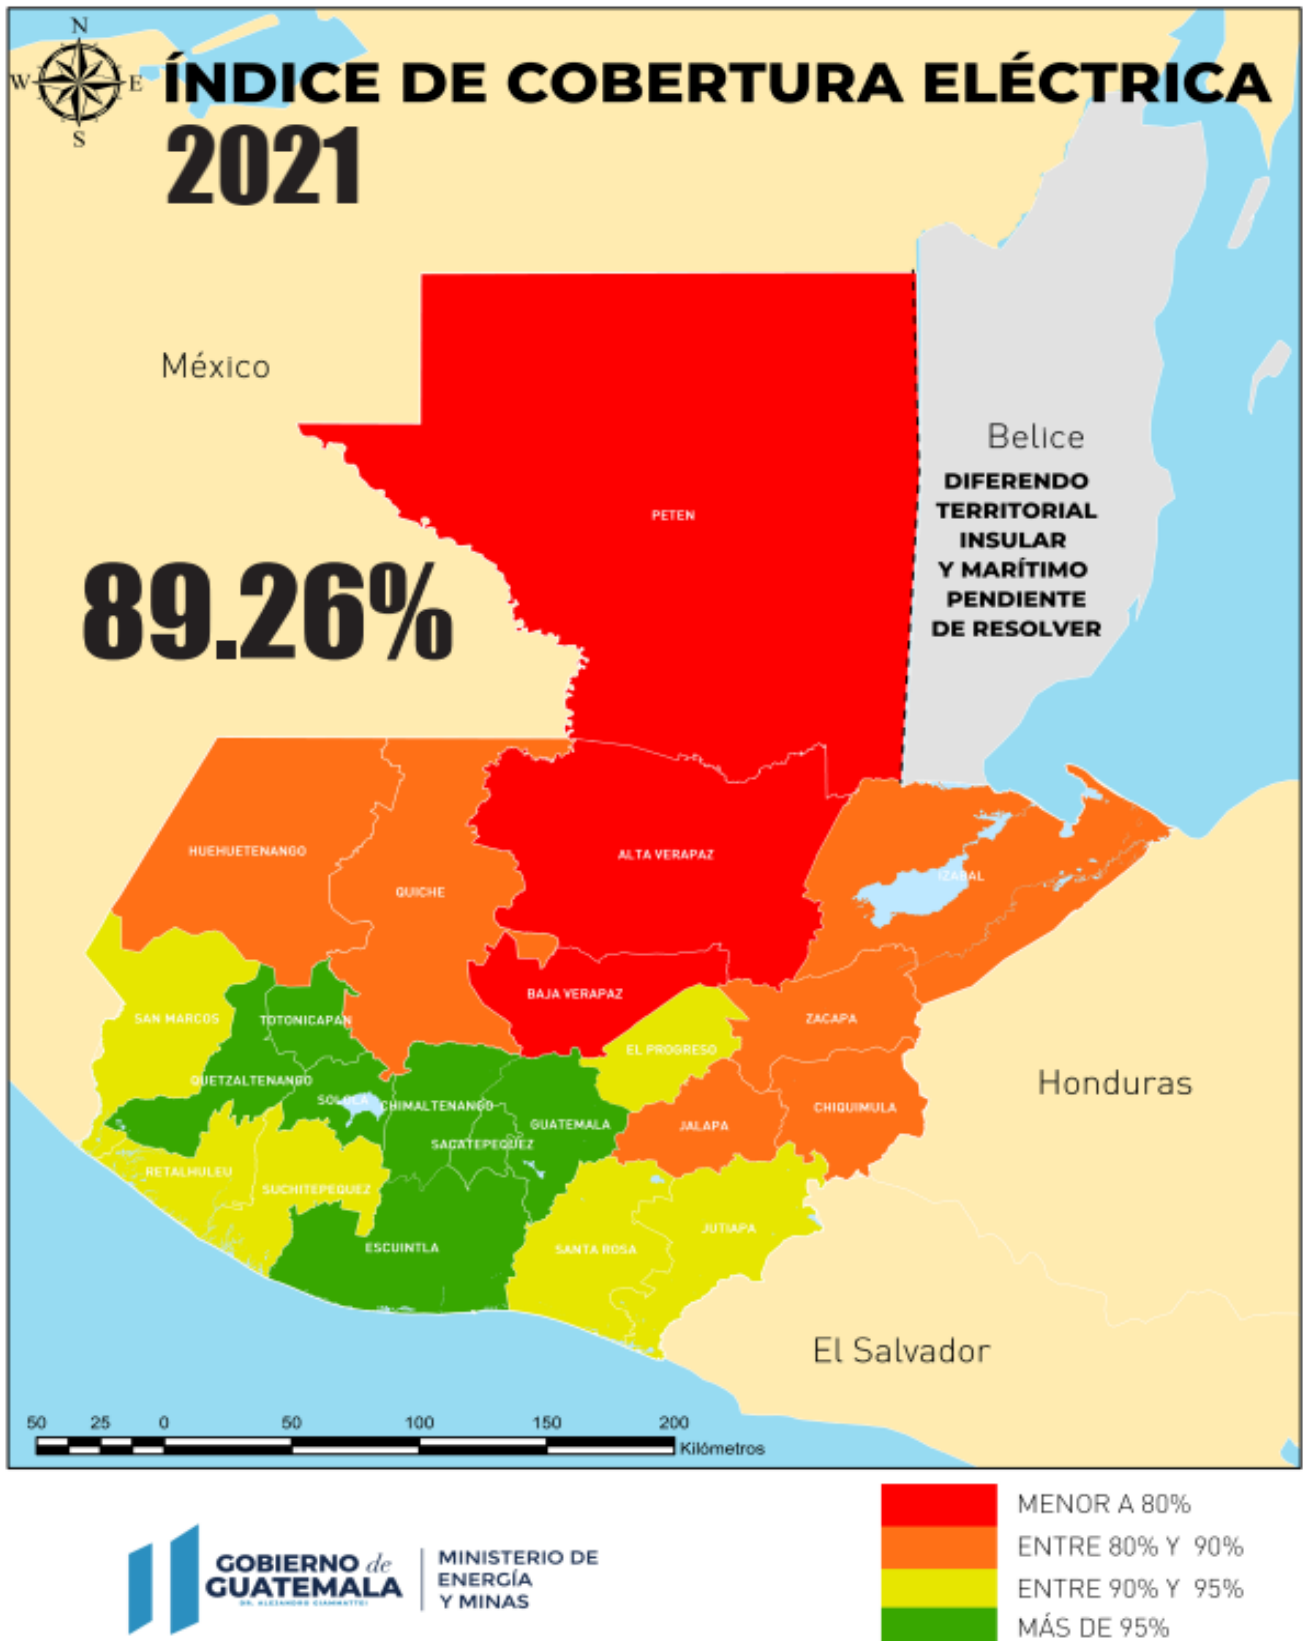 N
W
E
S
ÍNDICE DE COBERTURA ELÉCTRICA
2021
México
Belice
DIFERENDO
TERRITORIAL
INSULAR
Y MARÍTIMO
PENDIENTE
DE RESOLVER
PETEN
89.26%
HUEHUETENANGO
ALTA VERAPAZ
QUICHE
IZABAL
BAJA VERAPAZ
SAN MARCOS
TOTONICAPAN
ZACAPA
EL PROGRESO
QUETZALTENANGO
SOLOLA
CHIMALTENANGO
GUATEMALA
JALAPA
CHIQUIMULA
Honduras
SACATEPEQUEZ
RETALHULEU
SUCHITEPEQUEZ
ESCUINTLA
SANTA ROSA
JUTIAPA
El Salvador
50 25 0 50 100 150 200
Kilómetros
MENOR A 80%
ENTRE 80% Y 90%
ENTRE 90% Y 95%
MÁS DE 95%
GOBIERNO de
GUATEMALA
DR. ALEJANDRO GIAMMATTEI
MINISTERIO DE
ENERGÍA
Y MINAS